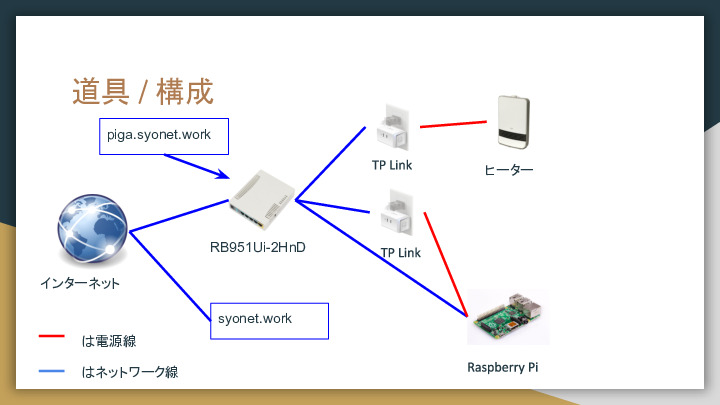 道具 / 構成
piga.syonet.work
TP Link
ヒーター
RB951Ui-2HnD
TP Link
インターネット
syonet.work
は電源線
Raspberry Pi
はネットワーク線